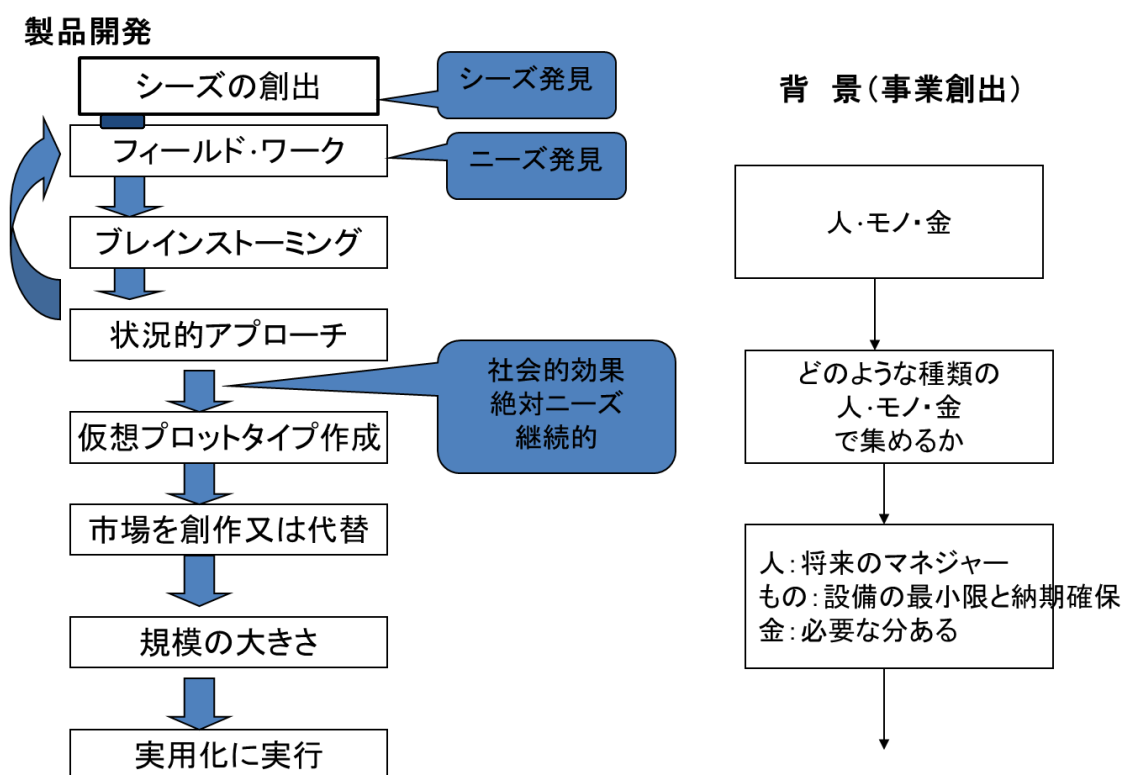 製品開発
シーズの創出
シーズ発見
フィールド・ワーク
ニーズ発見
ブレインストーミング
状況的アプローチ
社会的効果
絶対ニーズ
継続的
仮想プロットタイプ作成
市場を創作又は代替
規模の大きさ
実用化に実行
背 景(事業創出)
人・モノ・金
どのような種類の
人・モノ・金
で集めるか
人:将来のマネジャー
もの:設備の最小限と納期確保
金:必要な分ある